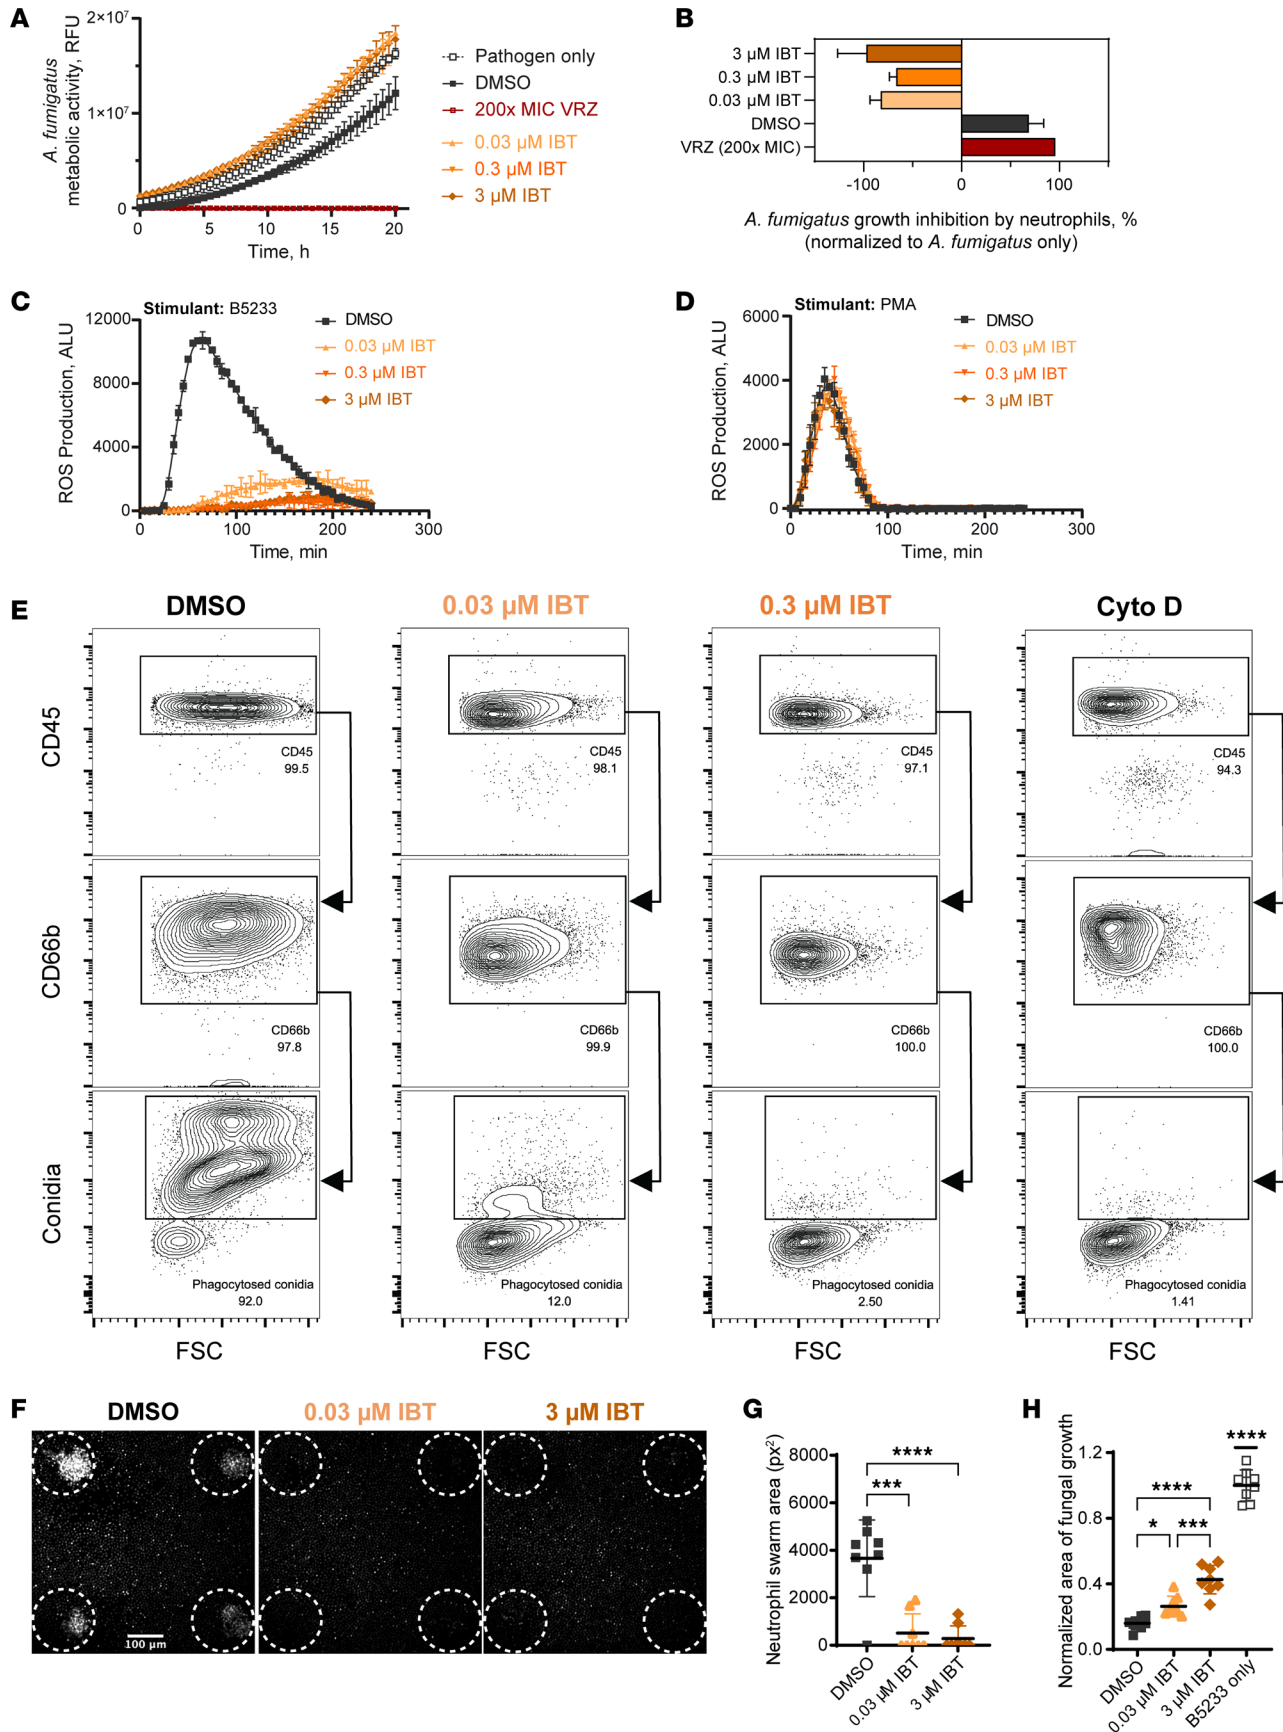 A
2×10⁷
1×10⁷
0
A. fumigatus
metabolic activity, RFU
0 5 10 15 20
Time, h
Pathogen only
DMSO
200x MIC VRZ
0.03 µM IBT
0.3 µM IBT
3 µM IBT
B
3 µM IBT
0.3 µM IBT
0.03 µM IBT
DMSO
VRZ (200x MIC)
-100 0 100
A. fumigatus growth inhibition by neutrophils, %
(normalized to A. fumigatus only)
C
Stimulant: B5233
12000
8000
4000
0
ROS Production, ALU
0 100 200 300
Time, min
DMSO
0.03 µM IBT
0.3 µM IBT
3 µM IBT
D
Stimulant: PMA
6000
4000
2000
0
ROS Production, ALU
0 100 200 300
Time, min
DMSO
0.03 µM IBT
0.3 µM IBT
3 µM IBT
E
DMSO 0.03 µM IBT 0.3 µM IBT Cyto D
CD45
CD45
99.5
CD45
98.1
CD45
97.1
CD45
94.3
CD66b
CD66b
97.8
CD66b
99.9
CD66b
100.0
CD66b
100.0
Conidia
Phagocytosed conidia
92.0
Phagocytosed conidia
12.0
Phagocytosed conidia
2.50
Phagocytosed conidia
1.41
FSC FSC FSC FSC
F
DMSO 0.03 µM IBT 3 µM IBT
100 µm
G
Neutrophil swarm area (px²)
8000
6000
4000
2000
0
****
***
DMSO
0.03 µM IBT
3 µM IBT
H
Normalized area of fungal growth
1.2
0.8
0.4
0.0
****
****
* ***
DMSO
0.03 µM IBT
3 µM IBT
B5233 only